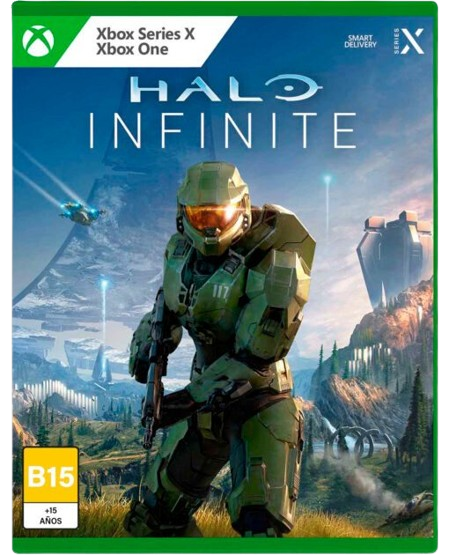 Xbox Series X
Xbox One
SMART
DELIVERY
SERIES X
HALO
INFINITE
117
B15
+15
AÑOS